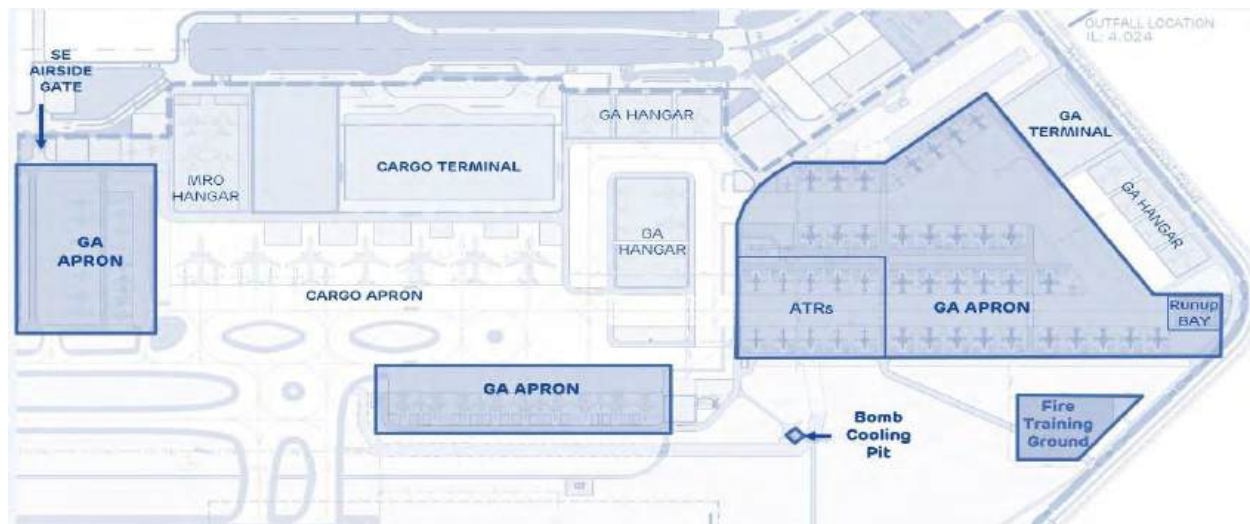 OUTFALL LOCATION
IL: 4.024
SE
AIRSIDE
GATE
GA HANGAR
GA
TERMINAL
CARGO TERMINAL
MRO
HANGAR
GA HANGAR
GA
APRON
GA
HANGAR
CARGO APRON
ATRs
GA APRON
Runup
BAY
GA APRON
Bomb
Cooling
Pit
Fire
Training
Ground